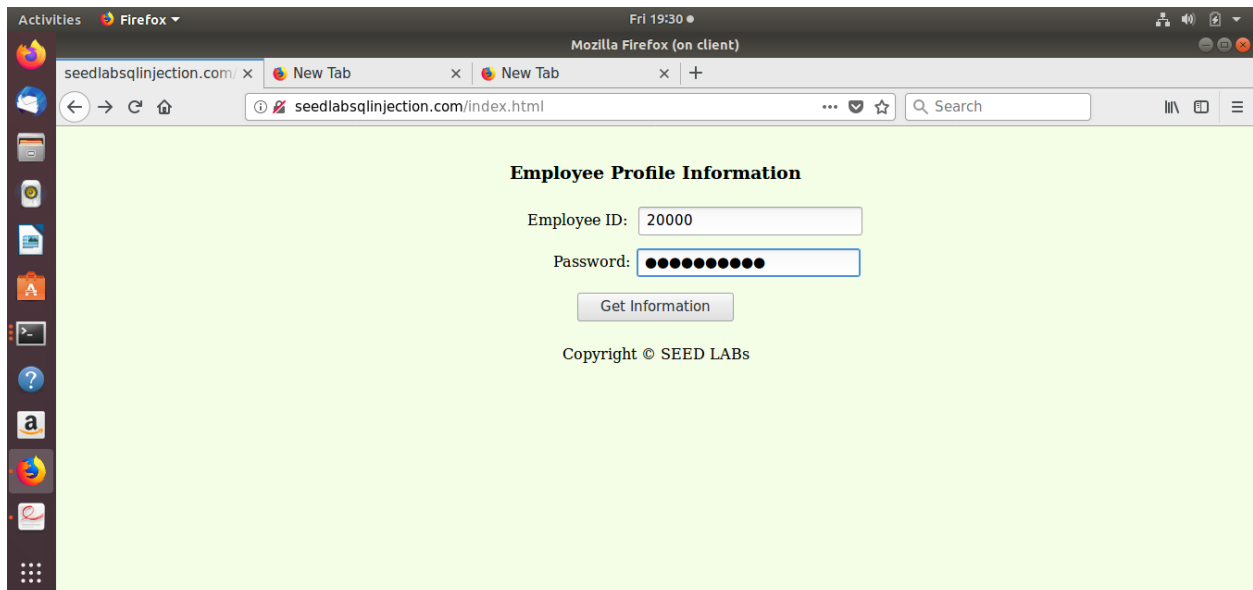 Activities Firefox Fri 19:30
Mozilla Firefox (on client)
seedlabsqlinjection.com/ New Tab New Tab
seedlabsqlinjection.com/index.html Search
Employee Profile Information
Employee ID: 20000
Password: ●●●●●●●●●●
Get Information
Copyright © SEED LABs